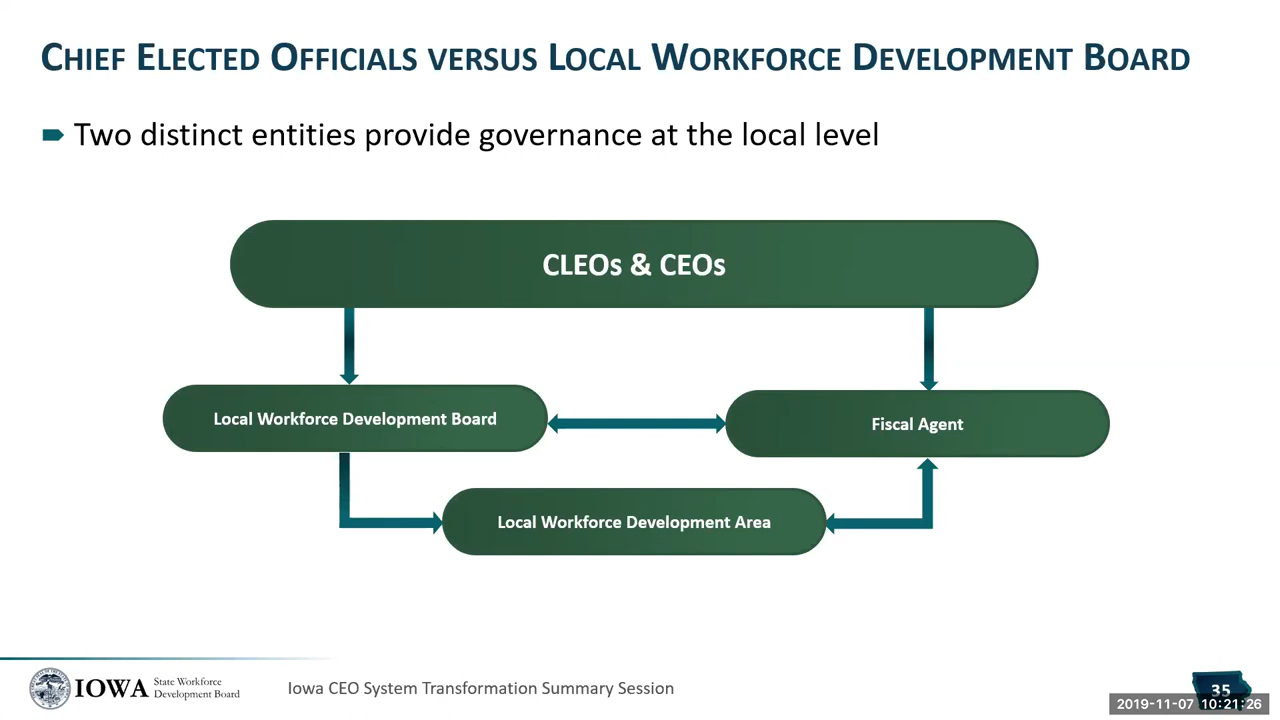 CHIEF ELECTED OFFICIALS VERSUS LOCAL WORKFORCE DEVELOPMENT BOARD
Two distinct entities provide governance at the local level
CLEOs & CEOs
Local Workforce Development Board
Fiscal Agent
Local Workforce Development Area
IOWA
State Workforce
Development Board
Iowa CEO System Transformation Summary Session
35
2019-11-07 10:21:26